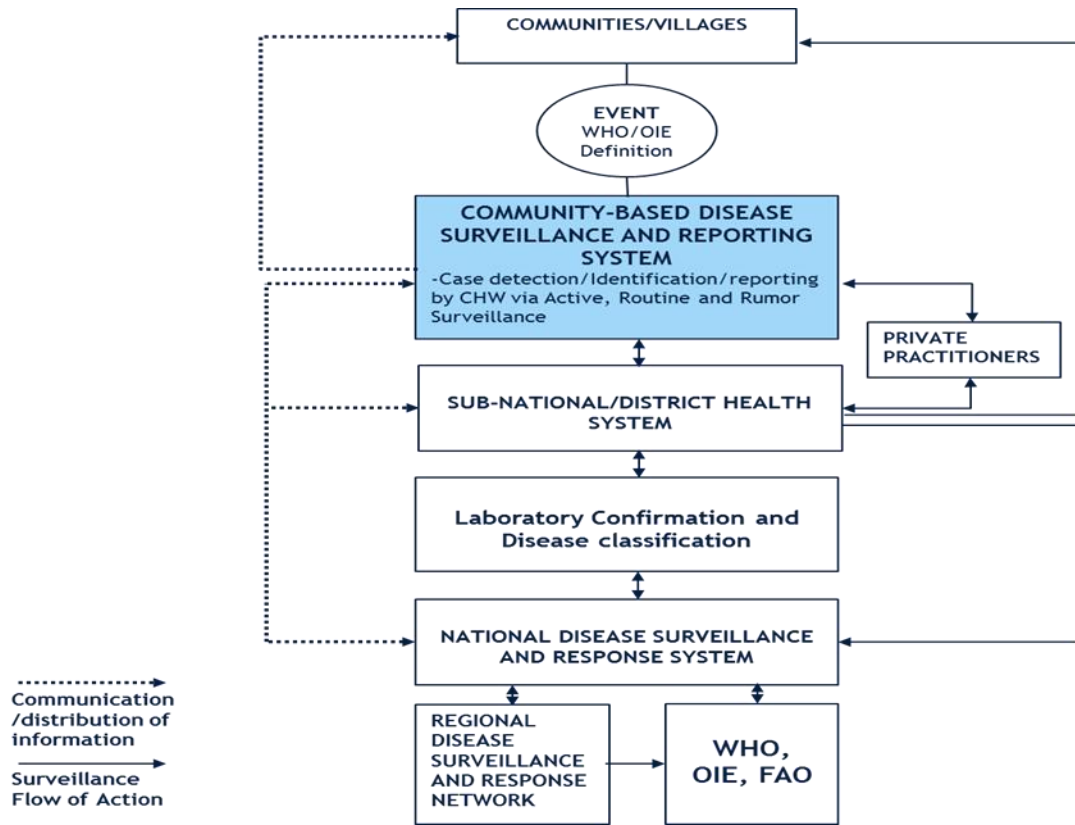 COMMUNITIES/VILLAGES
EVENT
WHO/OIE
Definition
COMMUNITY-BASED DISEASE
SURVEILLANCE AND REPORTING
SYSTEM
-Case detection/Identification/reporting
by CHW via Active, Routine and Rumor
Surveillance
PRIVATE
PRACTITIONERS
SUB-NATIONAL/DISTRICT HEALTH
SYSTEM
Laboratory Confirmation and
Disease classification
NATIONAL DISEASE SURVEILLANCE
AND RESPONSE SYSTEM
REGIONAL
DISEASE
SURVEILLANCE
AND RESPONSE
NETWORK
WHO,
OIE, FAO
Communication
/distribution of
information
Surveillance
Flow of Action